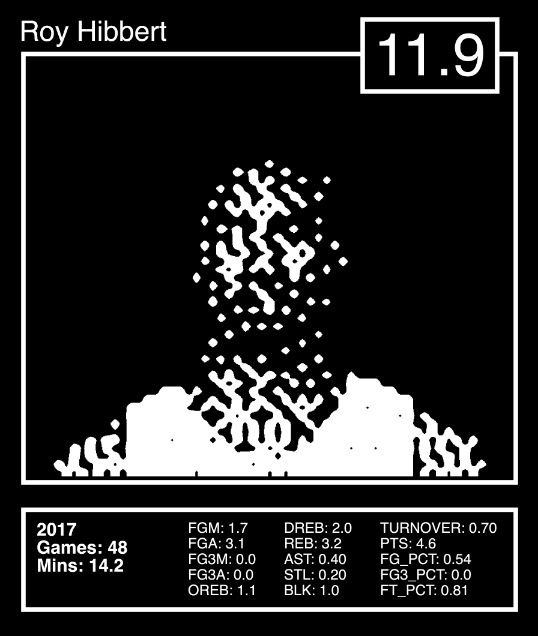 Roy Hibbert
11.9
2017
Games: 48
Mins: 14.2
FGM: 1.7
FGA: 3.1
FG3M: 0.0
FG3A: 0.0
OREB: 1.1
DREB: 2.0
REB: 3.2
AST: 0.40
STL: 0.20
BLK: 1.0
TURNOVER: 0.70
PTS: 4.6
FG_PCT: 0.54
FG3_PCT: 0.0
FT_PCT: 0.81